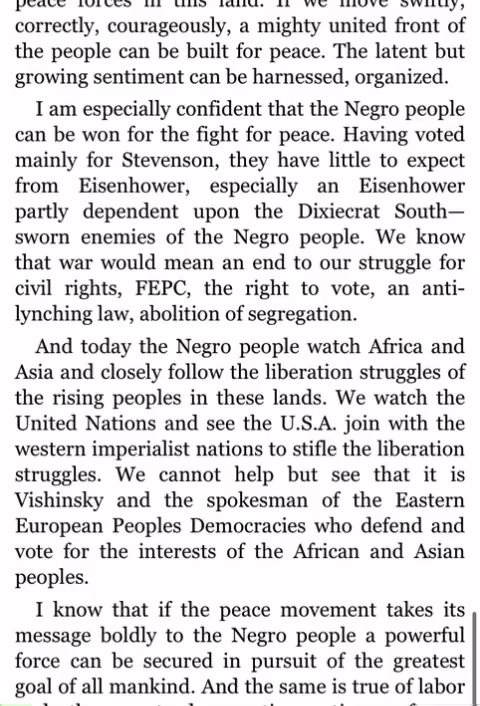 peace forces in this land. If we move swiftly,
correctly, courageously, a mighty united front of
the people can be built for peace. The latent but
growing sentiment can be harnessed, organized.
I am especially confident that the Negro people
can be won for the fight for peace. Having voted
mainly for Stevenson, they have little to expect
from Eisenhower, especially an Eisenhower
partly dependent upon the Dixiecrat South—
sworn enemies of the Negro people. We know
that war would mean an end to our struggle for
civil rights, FEPC, the right to vote, an anti-
lynching law, abolition of segregation.
And today the Negro people watch Africa and
Asia and closely follow the liberation struggles of
the rising peoples in these lands. We watch the
United Nations and see the U.S.A. join with the
western imperialist nations to stifle the liberation
struggles. We cannot help but see that it is
Vishinsky and the spokesman of the Eastern
European Peoples Democracies who defend and
vote for the interests of the African and Asian
peoples.
I know that if the peace movement takes its
message boldly to the Negro people a powerful
force can be secured in pursuit of the greatest
goal of all mankind. And the same is true of labor